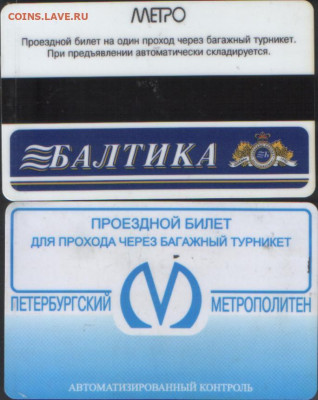 COINS.LAVE.RU
МЕТРО
Проездной билет на один проход через багажный турникет.
При предъявлении автоматически складируется.
БАЛТИКА
ПРОЕЗДНОЙ БИЛЕТ
ДЛЯ ПРОХОДА ЧЕРЕЗ БАГАЖНЫЙ ТУРНИКЕТ
ПЕТЕРБУРГСКИЙ М МЕТРОПОЛИТЕН
АВТОМАТИЗИРОВАННЫЙ КОНТРОЛЬ